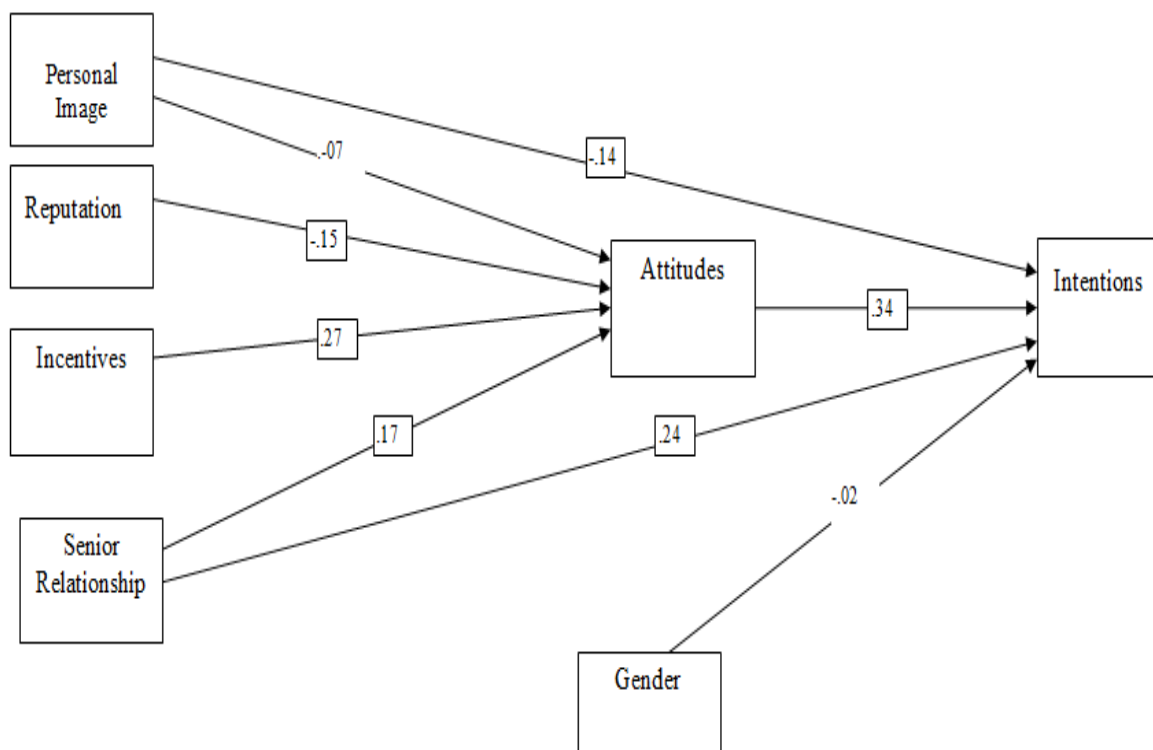 Personal
Image
-.14
.-07
Reputation
-.15
Attitudes
Intentions
Incentives
.27
.34
.17
.24
-.02
Senior
Relationship
Gender